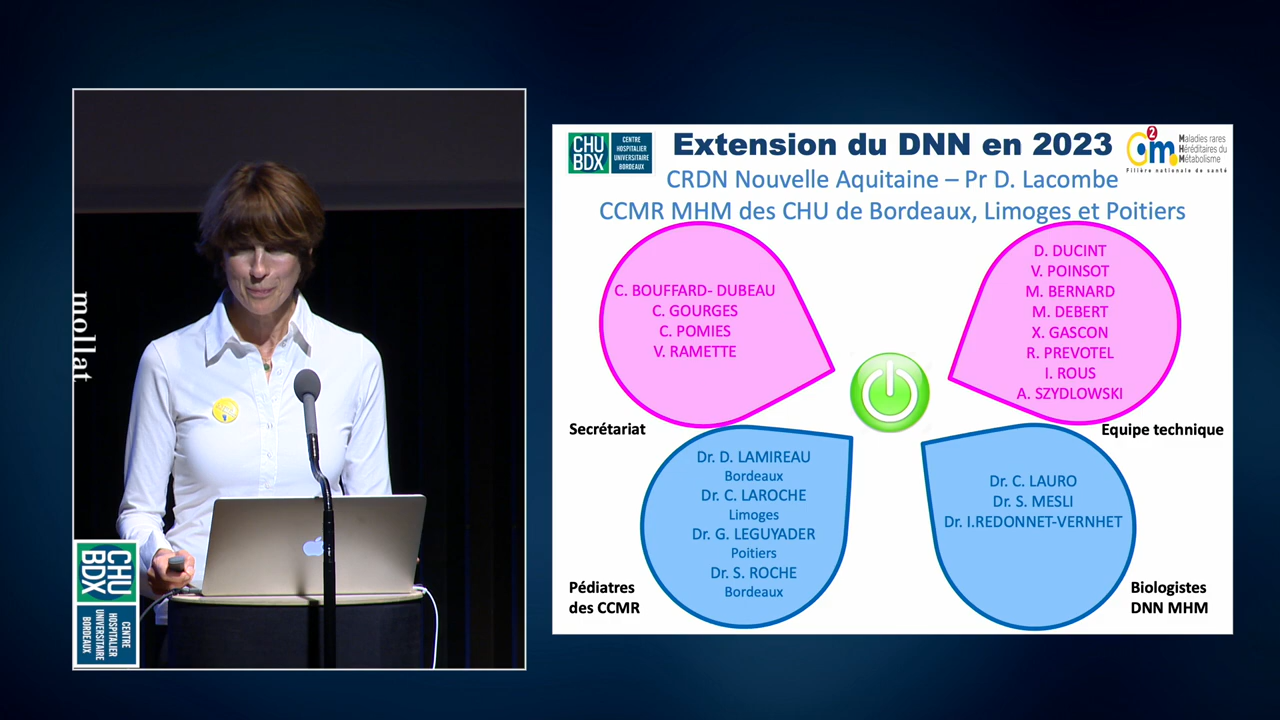 mollat
CHU
BDX
CENTRE
HOSPITALIER
UNIVERSITAIRE
BORDEAUX
CHU
BDX
CENTRE
HOSPITALIER
UNIVERSITAIRE
BORDEAUX
Extension du DNN en 2023
2
m
Maladies rares
Héréditaires du
Métabolisme
Filière nationale de santé
CRDN Nouvelle Aquitaine – Pr D. Lacombe
CCMR MHM des CHU de Bordeaux, Limoges et Poitiers
C. BOUFFARD- DUBEAU
C. GOURGES
C. POMIES
V. RAMETTE
Secrétariat
D. DUCINT
V. POINSOT
M. BERNARD
M. DEBERT
X. GASCON
R. PREVOTEL
I. ROUS
A. SZYDLOWSKI
Equipe technique
Dr. D. LAMIREAU
Bordeaux
Dr. C. LAROCHE
Limoges
Dr. G. LEGUYADER
Poitiers
Dr. S. ROCHE
Bordeaux
Pédiatres
des CCMR
Dr. C. LAURO
Dr. S. MESLI
Dr. I.REDONNET-VERNHET
Biologistes
DNN MHM